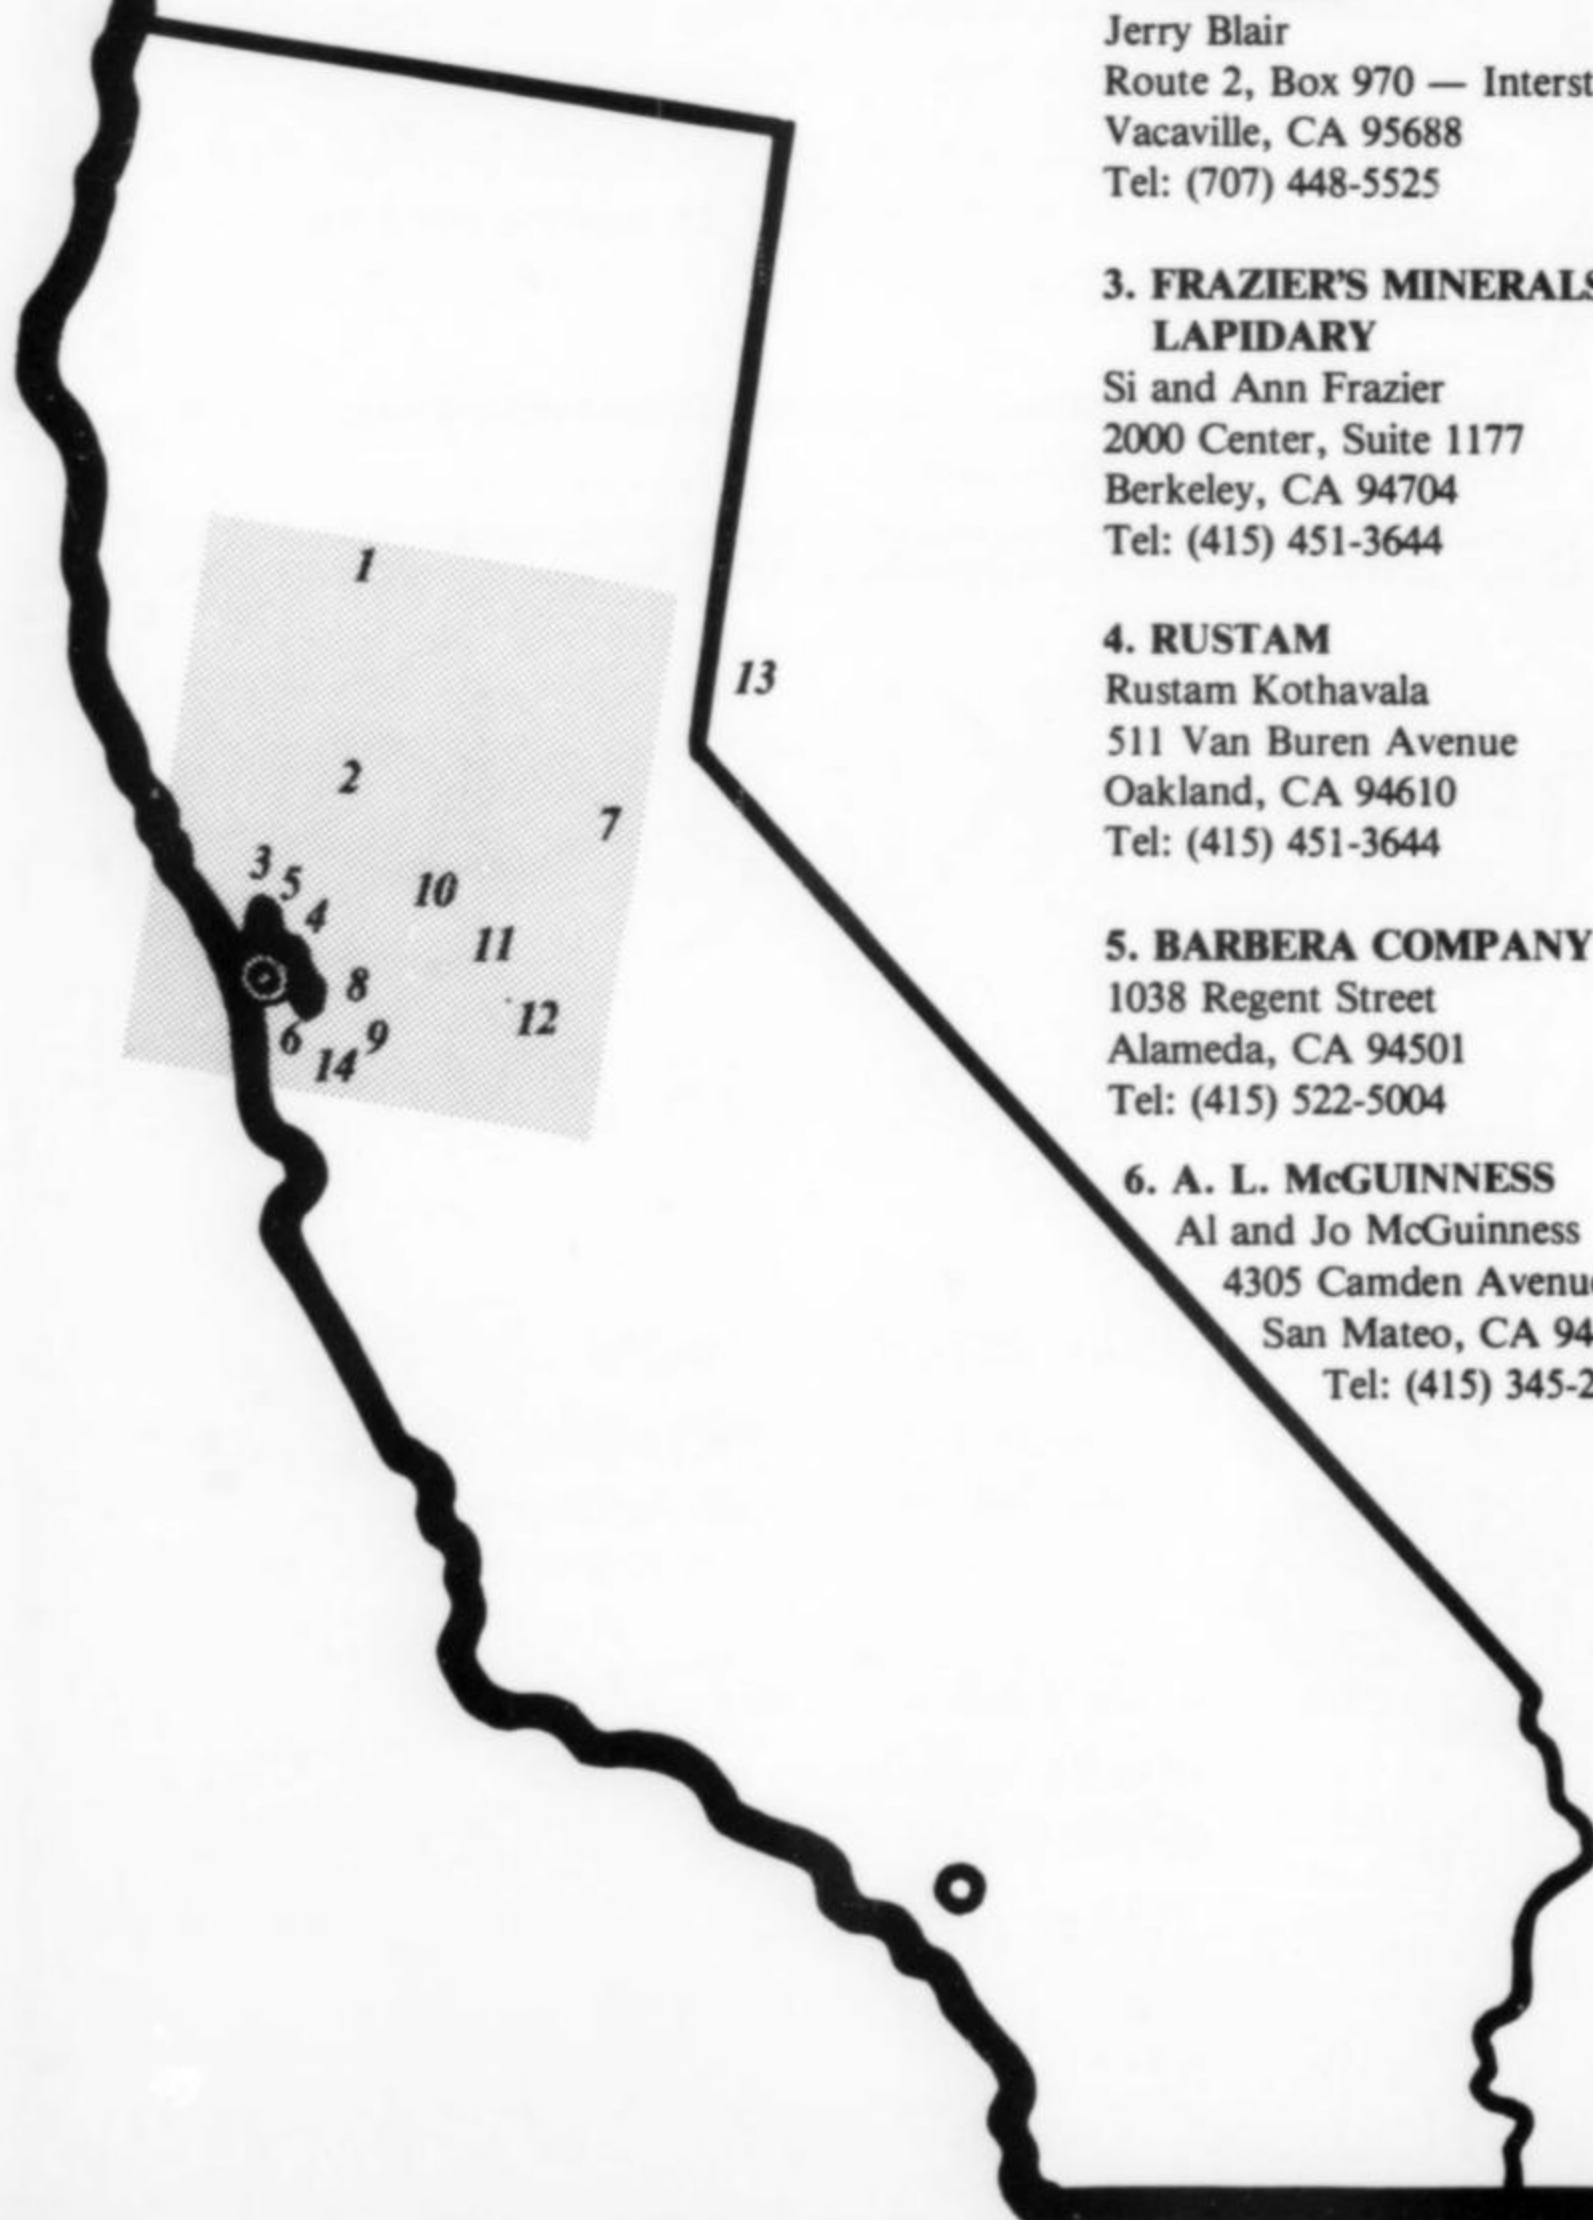 Jerry Blair
Route 2, Box 970 — Interst
Vacaville, CA 95688
Tel: (707) 448-5525
3. FRAZIER'S MINERALS
LAPIDARY
Si and Ann Frazier
2000 Center, Suite 1177
Berkeley, CA 94704
Tel: (415) 451-3644
4. RUSTAM
Rustam Kothavala
511 Van Buren Avenue
Oakland, CA 94610
Tel: (415) 451-3644
5. BARBERA COMPANY
1038 Regent Street
Alameda, CA 94501
Tel: (415) 522-5004
6. A. L. McGUINNESS
Al and Jo McGuinness
4305 Camden Avenue
San Mateo, CA 94
Tel: (415) 345-2
1
13
2
7
3
5
10
4
11
8
12
6
9
14